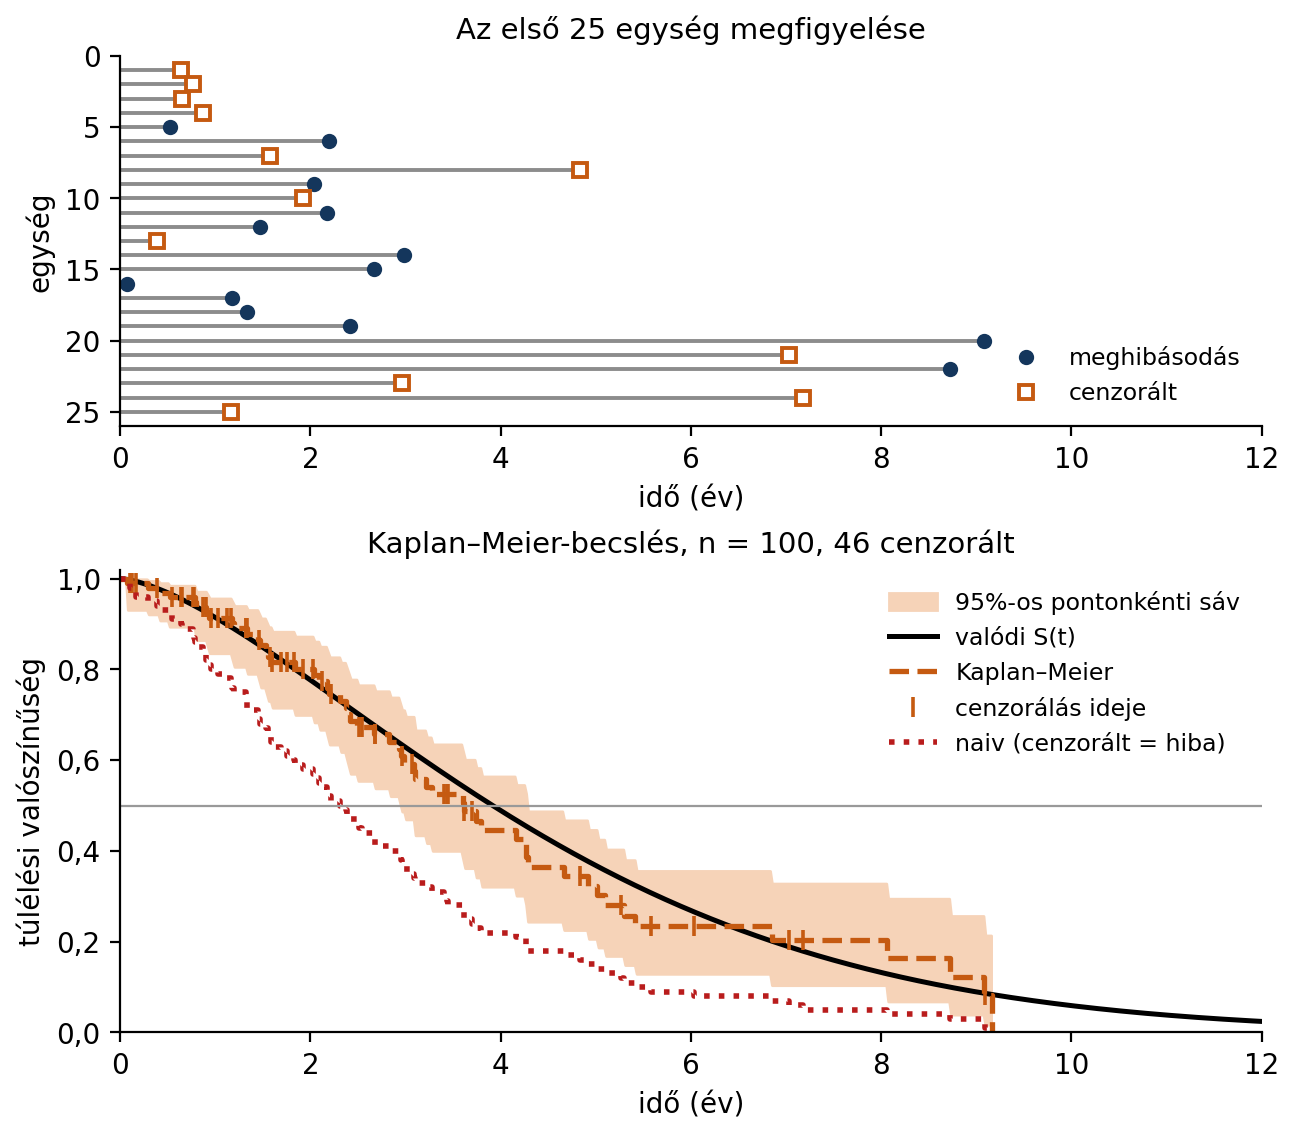 Az első 25 egység megfigyelése
0
5
10
15
20
25
egység
meghibásodás
cenzorált
0 2 4 6 8 10 12
idő (év)
Kaplan–Meier-becslés, n = 100, 46 cenzorált
1,0
0,8
0,6
0,4
0,2
0,0
túlélési valószínűség
95%-os pontonkénti sáv
valódi S(t)
Kaplan–Meier
cenzorálás ideje
naiv (cenzorált = hiba)
0 2 4 6 8 10 12
idő (év)